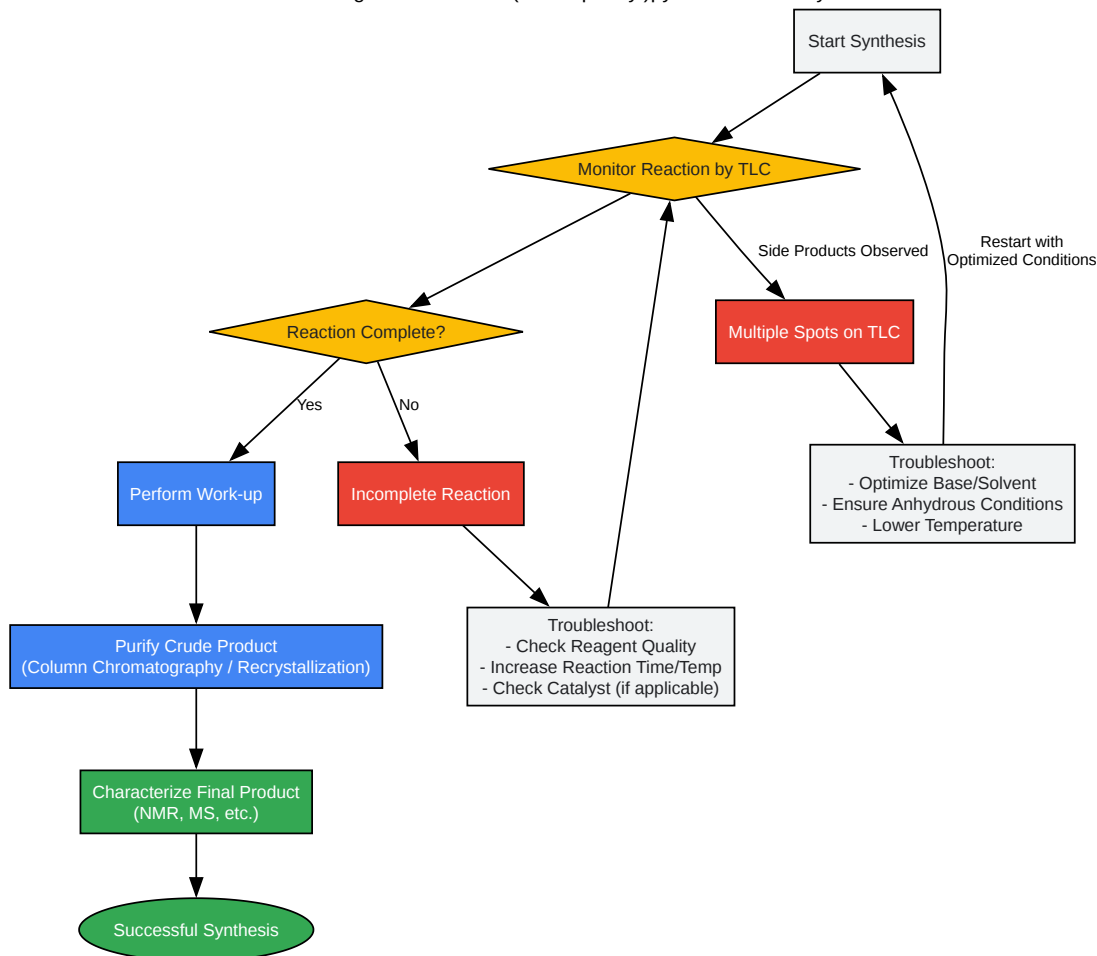 Start Synthesis
Monitor Reaction by TLC
Side Products Observed
Restart with
Optimized Conditions
Reaction Complete?
Multiple Spots on TLC
Yes
No
Perform Work-up
Incomplete Reaction
Troubleshoot:
- Optimize Base/Solvent
- Ensure Anhydrous Conditions
- Lower Temperature
Purify Crude Product
(Column Chromatography / Recrystallization)
Troubleshoot:
- Check Reagent Quality
- Increase Reaction Time/Temp
- Check Catalyst (if applicable)
Characterize Final Product
(NMR, MS, etc.)
Successful Synthesis